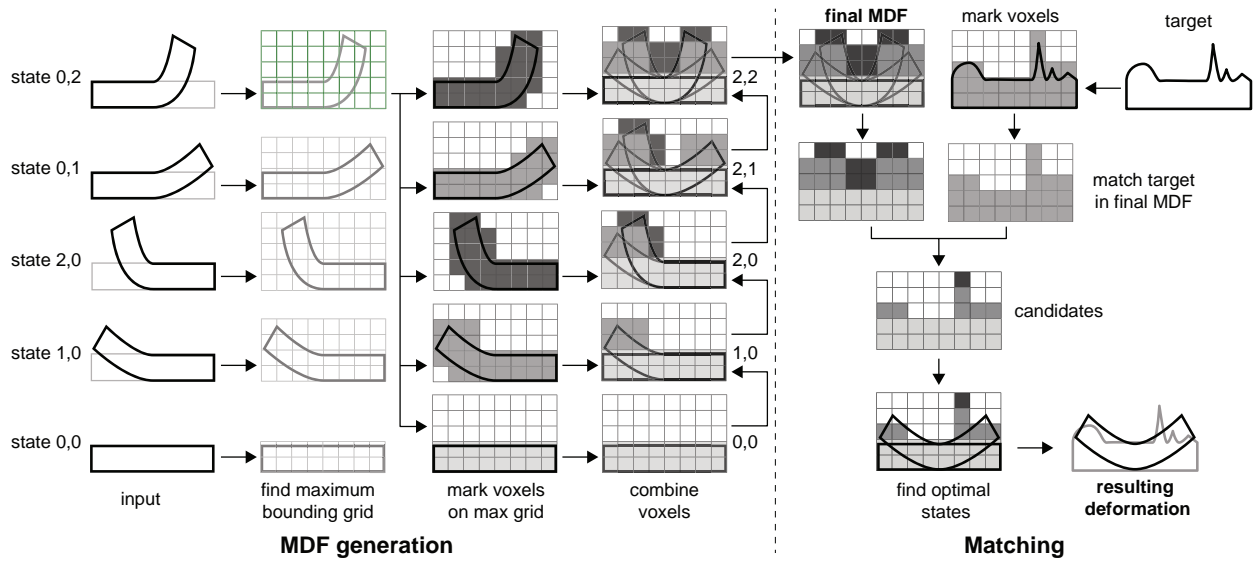 final MDF
mark voxels
target
state 0,2
2,2
state 0,1
2,1
match target
in final MDF
state 2,0
2,0
candidates
state 1,0
1,0
state 0,0
0,0
input
find maximum
bounding grid
mark voxels
on max grid
combine
voxels
find optimal
states
resulting
deformation
MDF generation
Matching